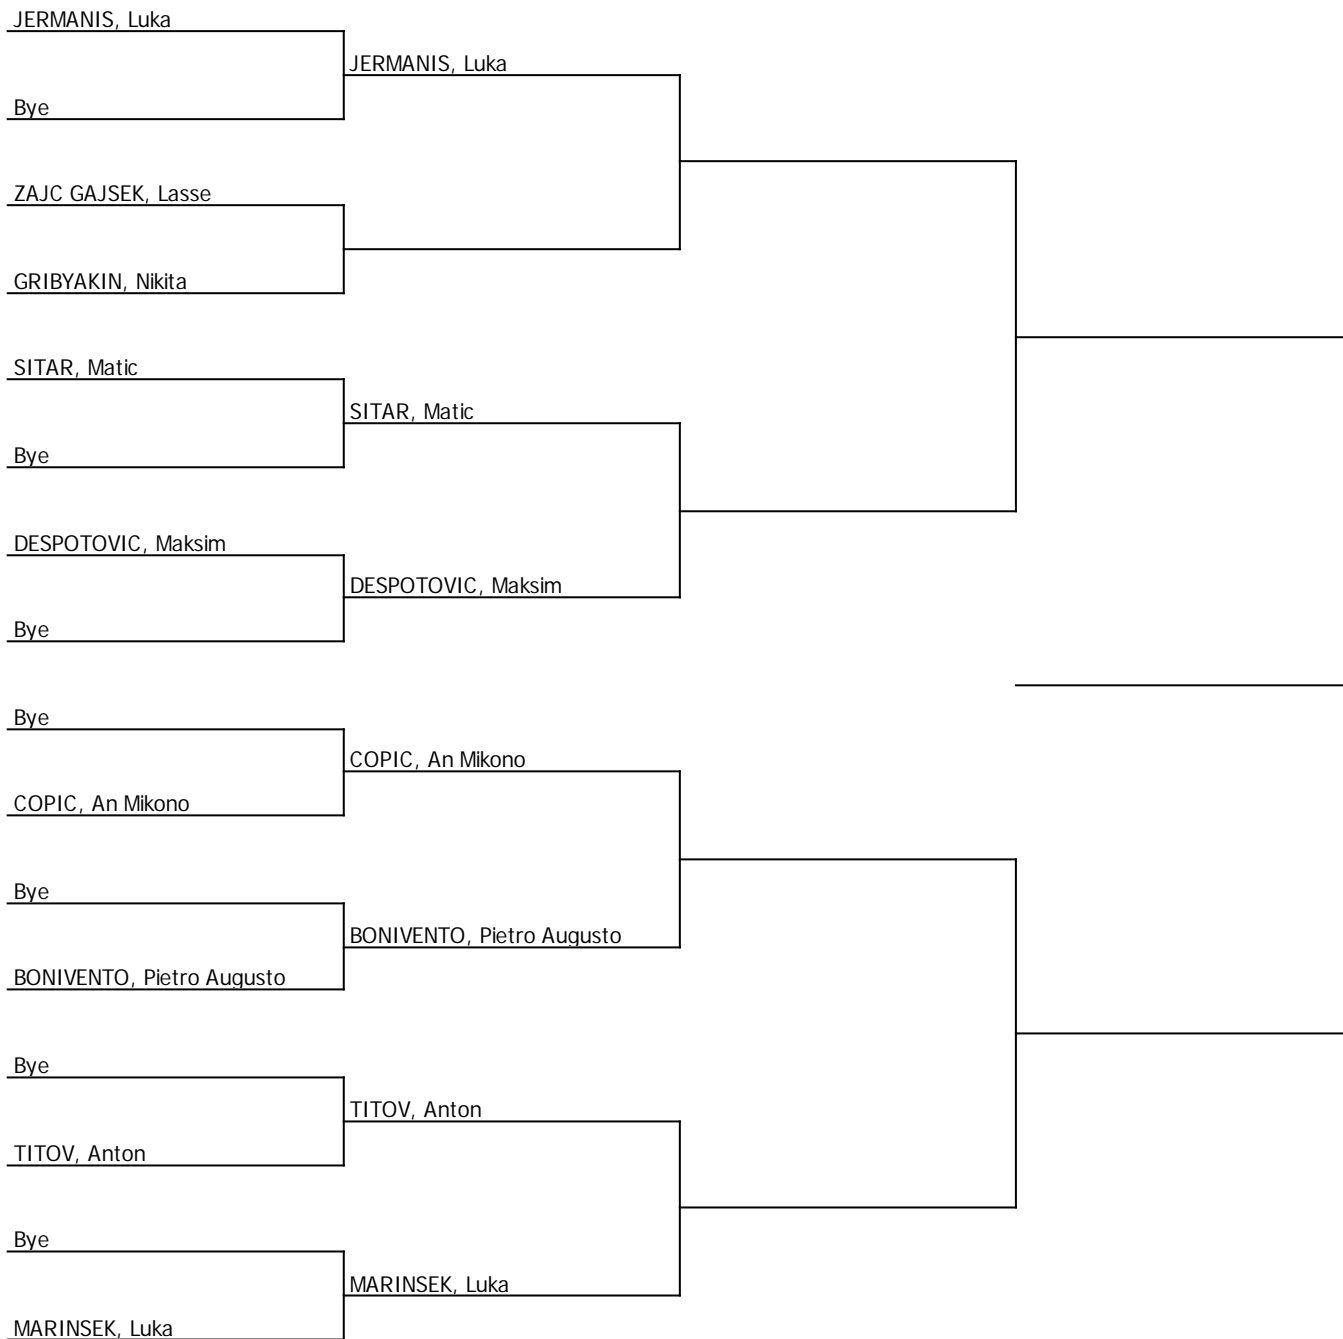 JERMANIS, Luka
JERMANIS, Luka
Bye
ZAJC GAJSEK, Lasse
GRIBYAKIN, Nikita
SITAR, Matic
SITAR, Matic
Bye
DESPOTOVIC, Maksim
DESPOTOVIC, Maksim
Bye
Bye
COPIC, An Mikono
COPIC, An Mikono
Bye
BONIVENTO, Pietro Augusto
BONIVENTO, Pietro Augusto
Bye
TITOV, Anton
TITOV, Anton
Bye
MARINSEK, Luka
MARINSEK, Luka